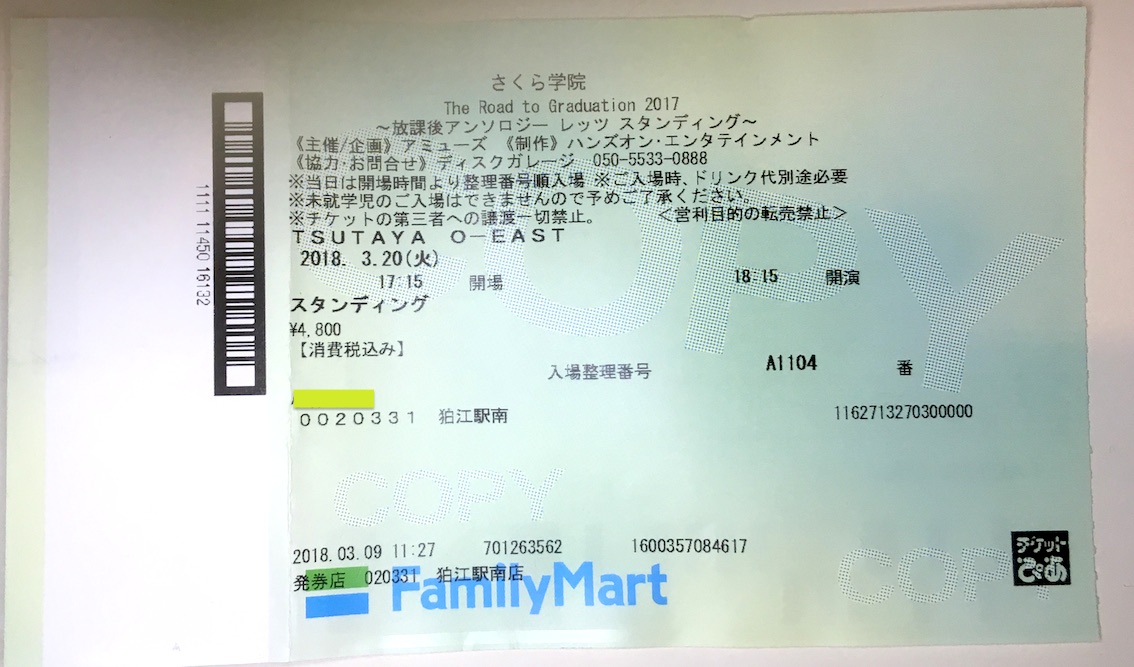 さくら学院
The Road to Graduation 2017
～放課後アンソロジー レッツ スタンディング～
《主催/企画》アミューズ 《制作》ハンズオン・エンタテインメント
《協力・お問合せ》ディスクガレージ 050-5533-0888
※当日は開場時間より整理番号順入場 ※ご入場時、ドリンク代別途必要
※未就学児のご入場はできませんので予めご了承ください。
※チケットの第三者への譲渡一切禁止。 ＜営利目的の転売禁止＞
TSUTAYA O-EAST
2018. 3.20(火)
17:15 開場 18:15 開演
スタンディング
¥4,800
【消費税込み】
入場整理番号 A1104 番
0020331 狛江駅南 1162713270300000
2018.03.09 11:27 701263562 1600357084617
発券店 020331 狛江駅南店
FamilyMart
チケットぴあ
1111 11450 16132
COPY
COPY
COPY